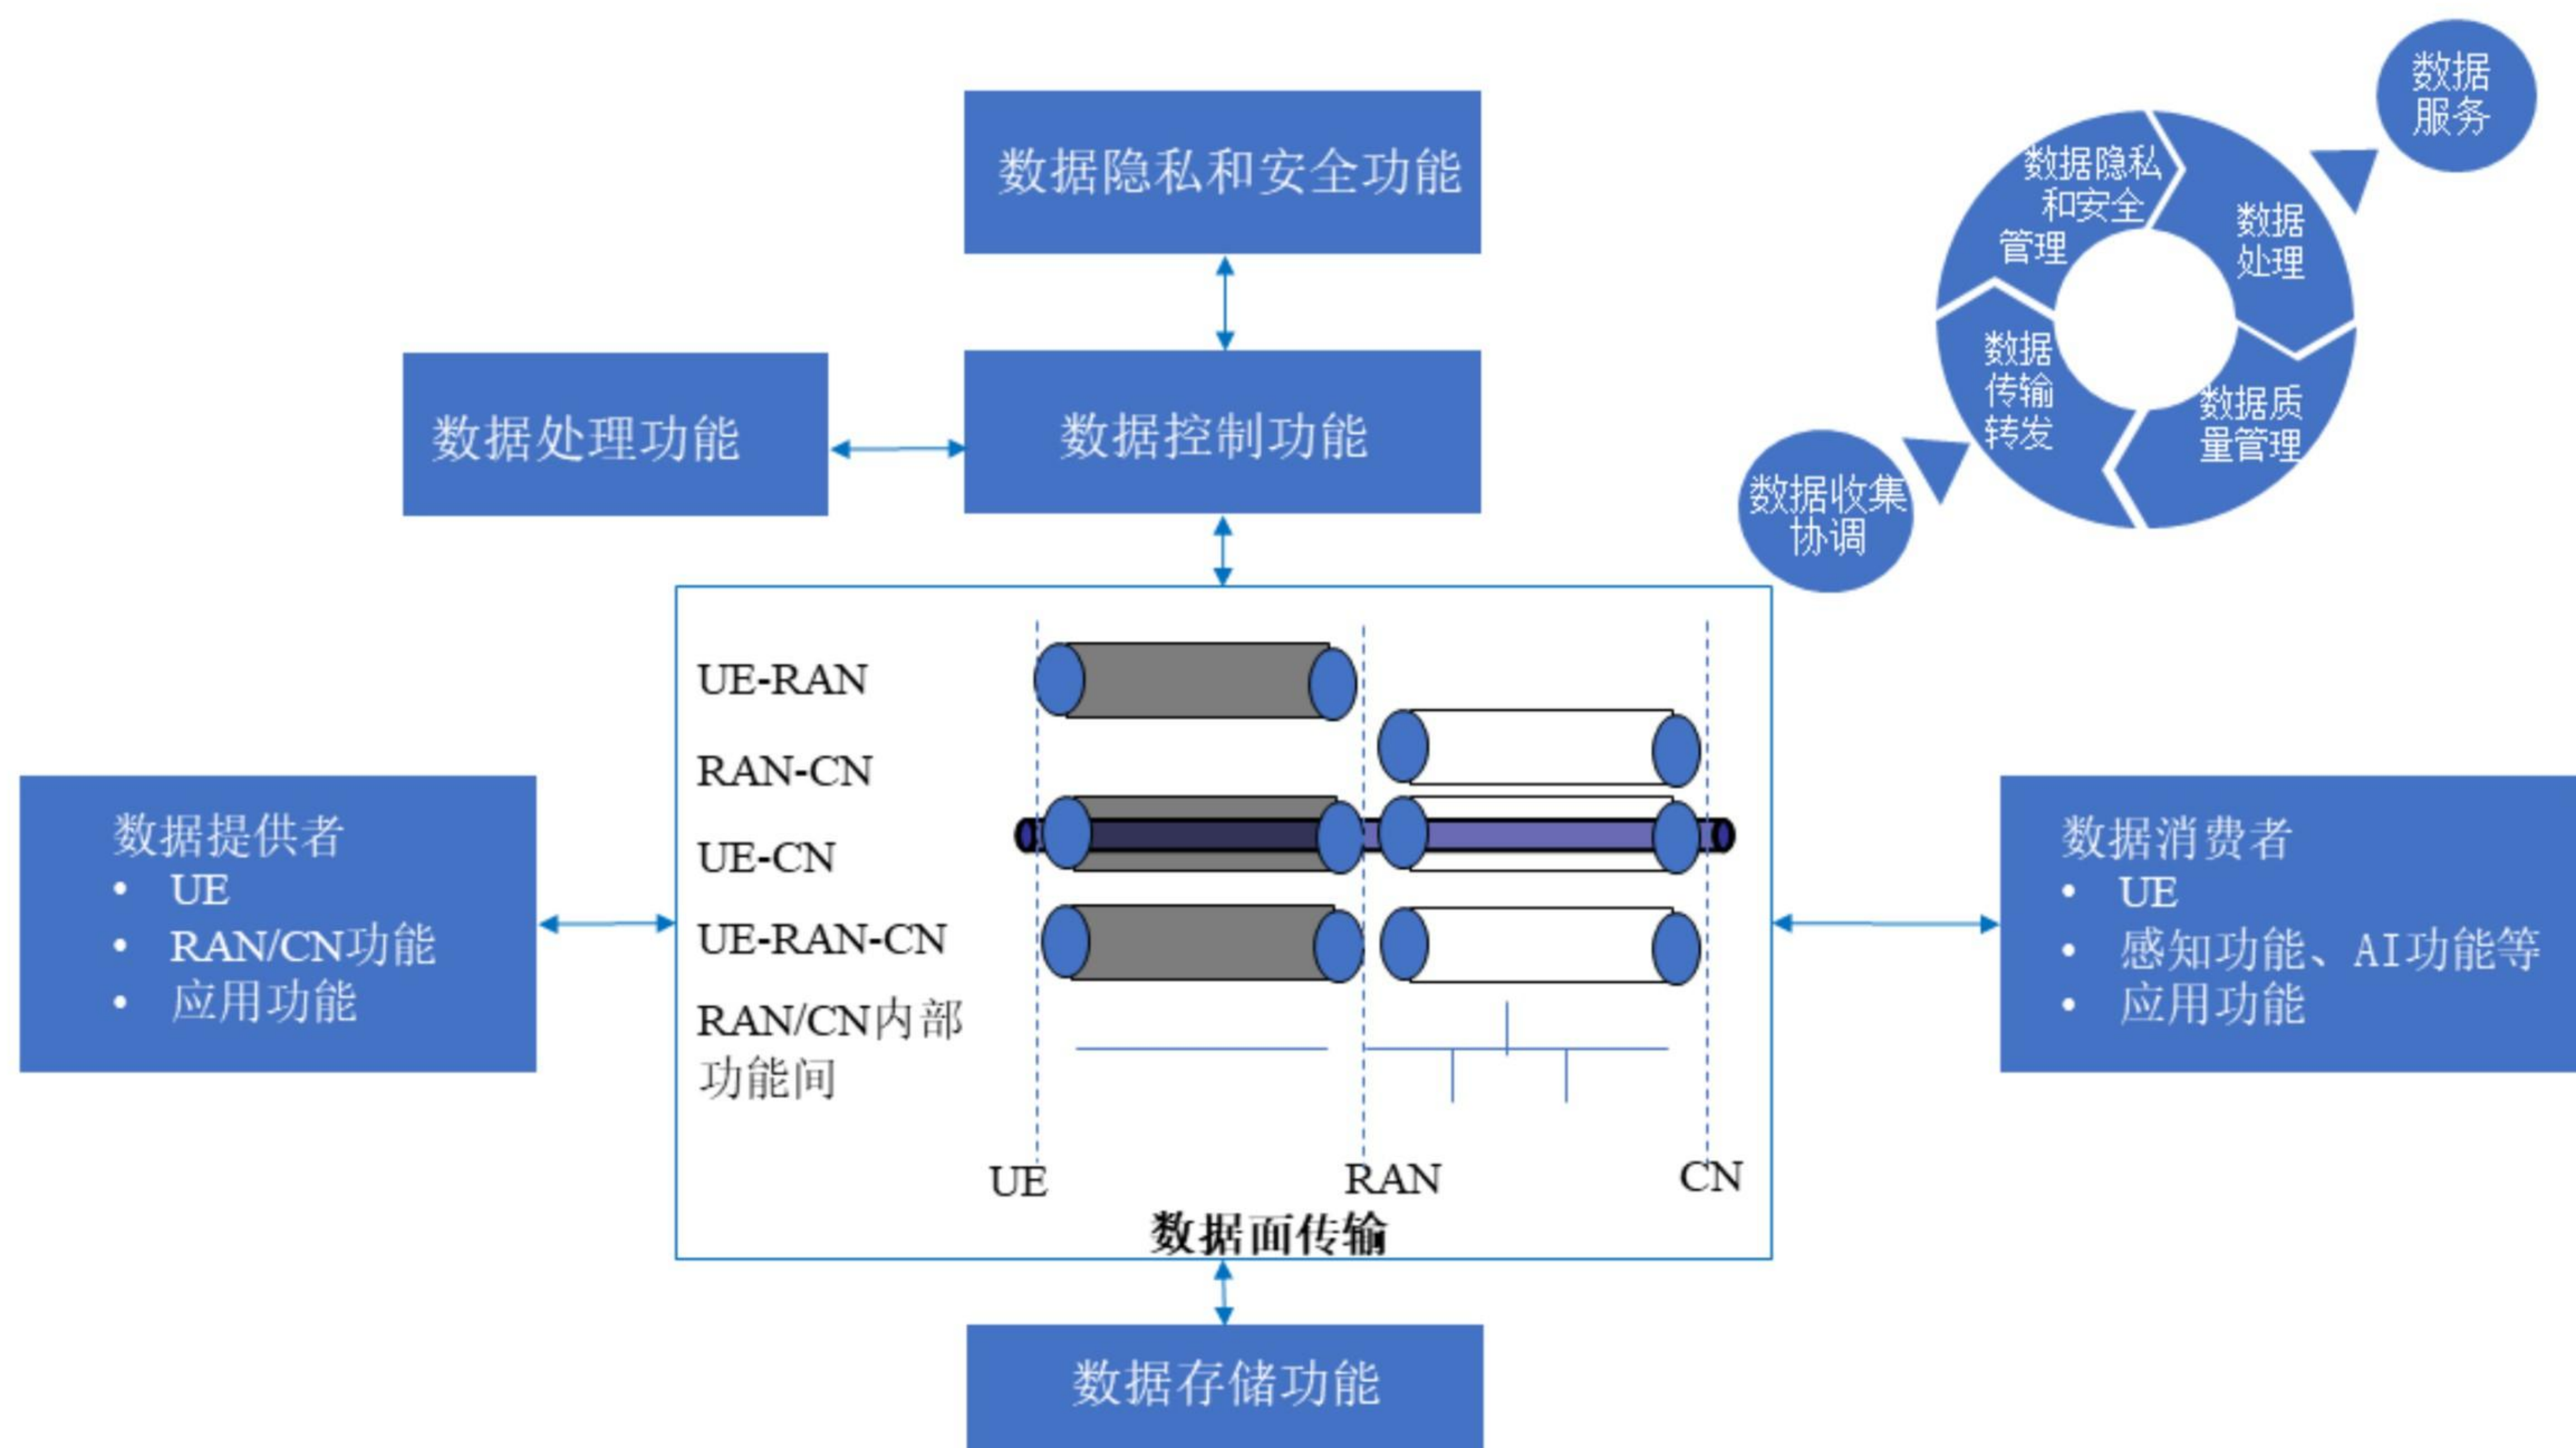 数据隐私和安全功能
数据处理功能
数据控制功能
数据
服务
数据隐私
和安全
管理
数据
处理
数据
传输
转发
数据质
量管理
数据收集
协调
数据提供者
• UE
• RAN/CN功能
• 应用功能
UE-RAN
RAN-CN
UE-CN
UE-RAN-CN
RAN/CN内部
功能间
UE
RAN
CN
数据面传输
数据消费者
• UE
• 感知功能、AI功能等
• 应用功能
数据存储功能